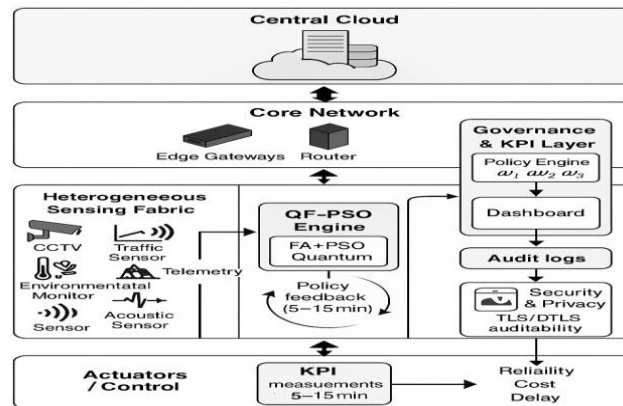 Central Cloud
Core Network
Edge Gateways
Router
Governance
& KPI Layer
Policy Engine
ω1 ω2 ω3
Dashboard
Audit logs
Security
& Privacy
TLS/DTLS
auditability
Heterogeneeous
Sensing Fabric
CCTV
Traffic
Sensor
Telemetry
Environmentatal
Monitor
Sensor
Acoustic
Sensor
QF–PSO
Engine
FA+PSO
Quantum
Policy
feedback
(5–15 min)
Actuators
/ Control
KPI
measuements
5–15 min
Reliaility
Cost
Delay